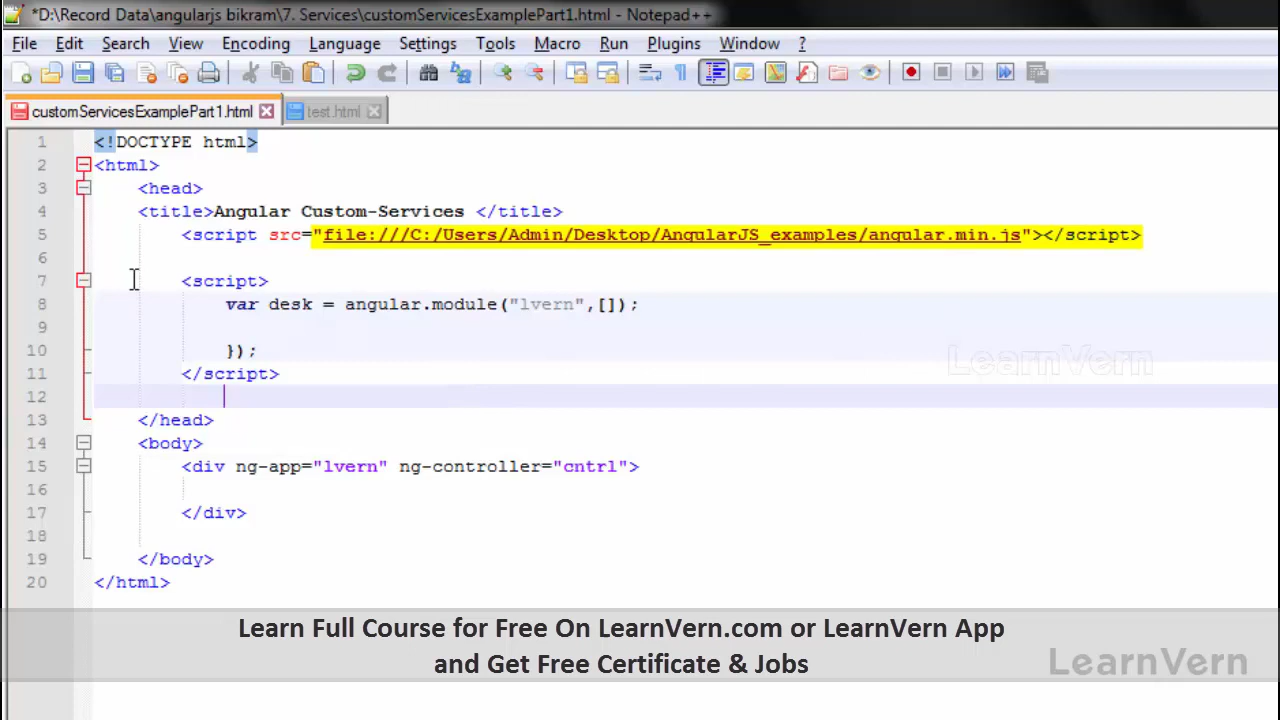 *D:\Record Data\angularjs bikram\7. Services\customServicesExamplePart1.html - Notepad++
File Edit Search View Encoding Language Settings Tools Macro Run Plugins Window ?
customServicesExamplePart1.html test.html
1 <!DOCTYPE html>
2 <html>
3 <head>
4 <title>Angular Custom-Services </title>
5 <script src="file:///C:/Users/Admin/Desktop/AngularJS_examples/angular.min.js"></script>
6
7 <script>
8 var desk = angular.module("lvern",[]);
9
10 });
11 </script>
12
13 </head>
14 <body>
15 <div ng-app="lvern" ng-controller="cntrl">
16
17 </div>
18
19 </body>
20 </html>
LearnVern
Learn Full Course for Free On LearnVern.com or LearnVern App
and Get Free Certificate & Jobs
LearnVern